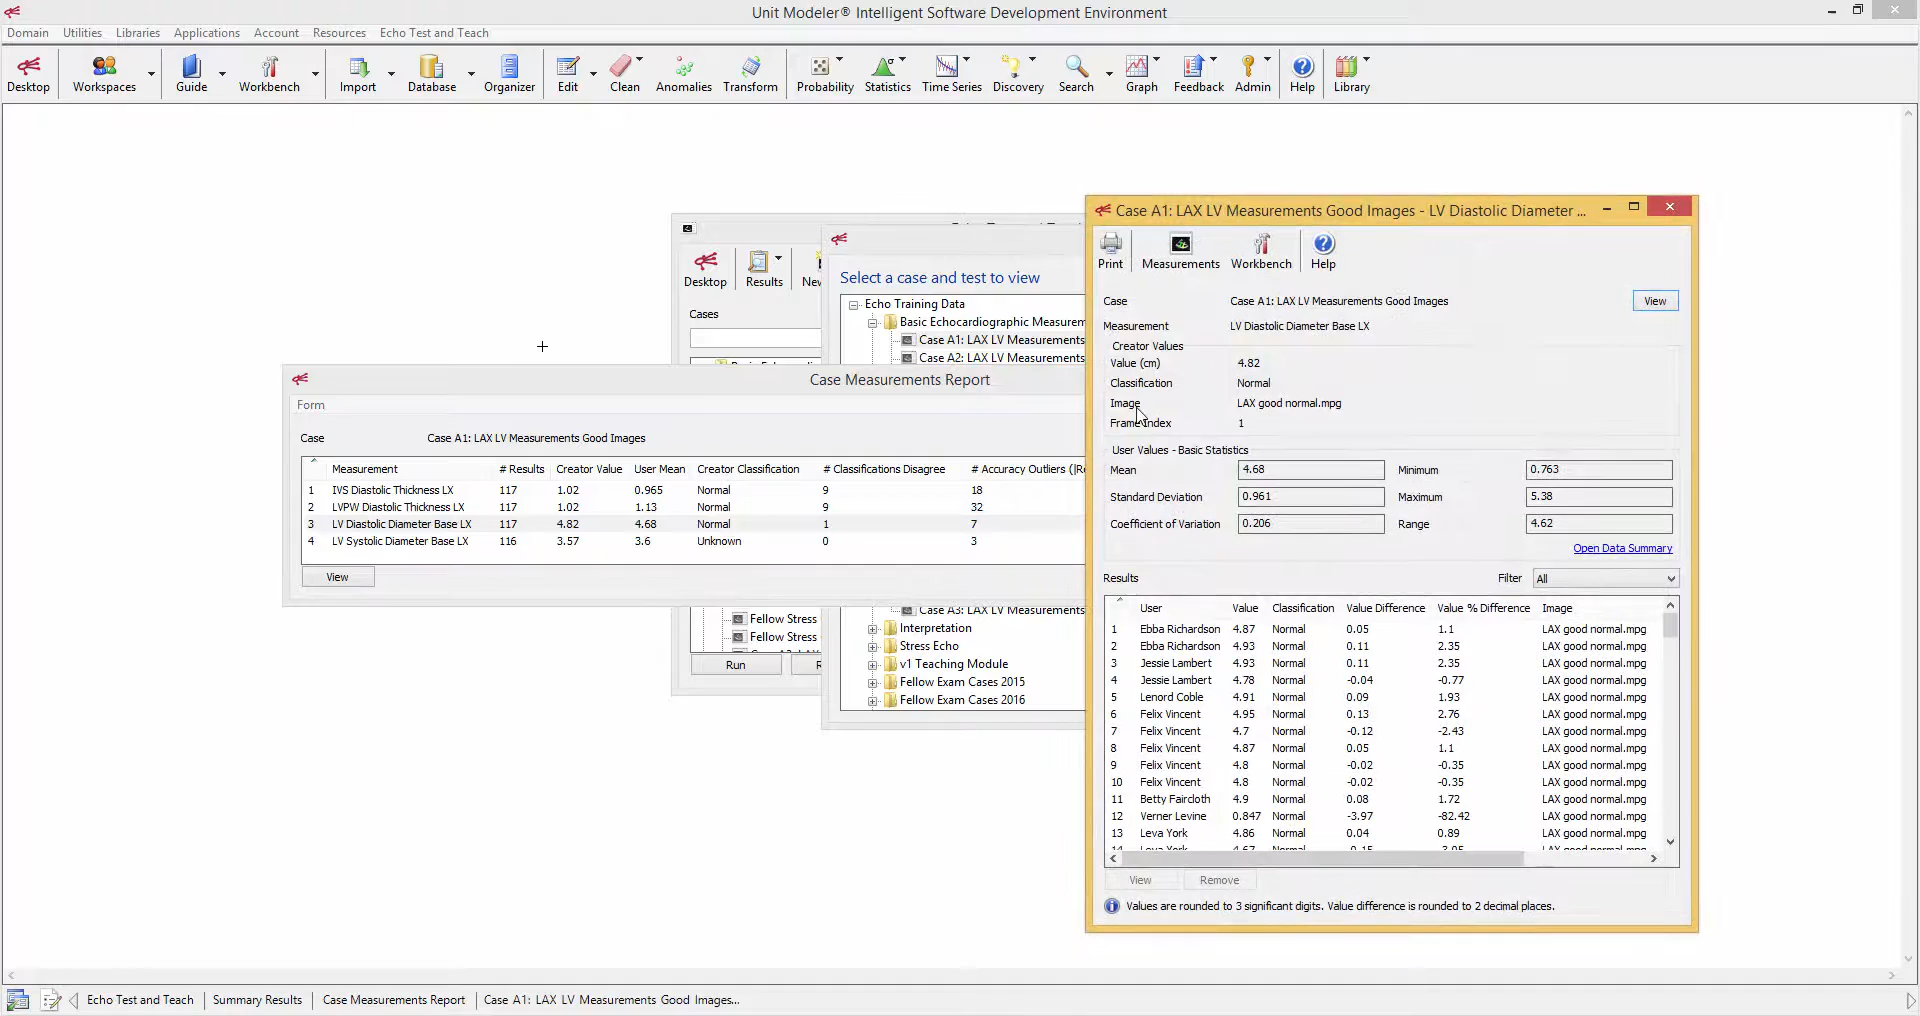 Unit Modeler® Intelligent Software Development Environment
Domain Utilities Libraries Applications Account Resources Echo Test and Teach
Desktop Workspaces Guide Workbench Import Database Organizer Edit Clean Anomalies Transform Probability Statistics Time Series Discovery Search Graph Feedback Admin Help Library
Desktop Results New
Cases
Run
Fellow Stress
Fellow Stress
Select a case and test to view
Echo Training Data
Basic Echocardiographic Measurem
Case A1: LAX LV Measurements
Case A2: LAX LV Measurements
Case A3: LAX LV Measurements
Interpretation
Stress Echo
v1 Teaching Module
Fellow Exam Cases 2015
Fellow Exam Cases 2016
Case Measurements Report
Form
Case Case A1: LAX LV Measurements Good Images
Measurement # Results Creator Value User Mean Creator Classification # Classifications Disagree # Accuracy Outliers (|Re
1 IVS Diastolic Thickness LX 117 1.02 0.965 Normal 9 18
2 LVPW Diastolic Thickness LX 117 1.02 1.13 Normal 9 32
3 LV Diastolic Diameter Base LX 117 4.82 4.68 Normal 1 7
4 LV Systolic Diameter Base LX 116 3.57 3.6 Unknown 0 3
View
Case A1: LAX LV Measurements Good Images - LV Diastolic Diameter ...
Print Measurements Workbench Help
Case Case A1: LAX LV Measurements Good Images View
Measurement LV Diastolic Diameter Base LX
Creator Values
Value (cm) 4.82
Classification Normal
Image LAX good normal.mpg
Frame Index 1
User Values - Basic Statistics
Mean 4.68 Minimum 0.763
Standard Deviation 0.961 Maximum 5.38
Coefficient of Variation 0.206 Range 4.62
Open Data Summary
Results Filter All
User Value Classification Value Difference Value % Difference Image
1 Ebba Richardson 4.87 Normal 0.05 1.1 LAX good normal.mpg
2 Ebba Richardson 4.93 Normal 0.11 2.35 LAX good normal.mpg
3 Jessie Lambert 4.93 Normal 0.11 2.35 LAX good normal.mpg
4 Jessie Lambert 4.78 Normal -0.04 -0.77 LAX good normal.mpg
5 Lenord Coble 4.91 Normal 0.09 1.93 LAX good normal.mpg
6 Felix Vincent 4.95 Normal 0.13 2.76 LAX good normal.mpg
7 Felix Vincent 4.7 Normal -0.12 -2.43 LAX good normal.mpg
8 Felix Vincent 4.87 Normal 0.05 1.1 LAX good normal.mpg
9 Felix Vincent 4.8 Normal -0.02 -0.35 LAX good normal.mpg
10 Felix Vincent 4.8 Normal -0.02 -0.35 LAX good normal.mpg
11 Betty Faircloth 4.9 Normal 0.08 1.72 LAX good normal.mpg
12 Verner Levine 0.847 Normal -3.97 -82.42 LAX good normal.mpg
13 Leva York 4.86 Normal 0.04 0.89 LAX good normal.mpg
View Remove
Values are rounded to 3 significant digits. Value difference is rounded to 2 decimal places.
Echo Test and Teach Summary Results Case Measurements Report Case A1: LAX LV Measurements Good Images...